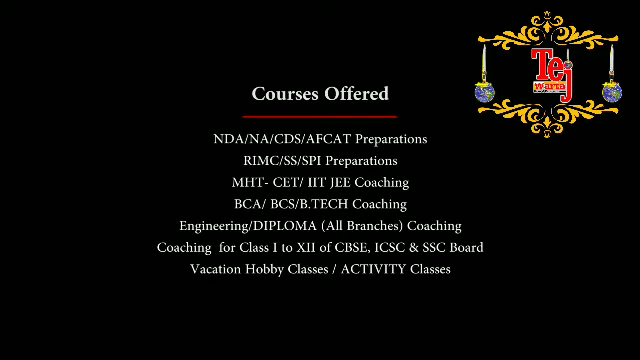 Tej
warta
Courses Offered
NDA/NA/CDS/AFCAT Preparations
RIMC/SS/SPI Preparations
MHT- CET/ IIT JEE Coaching
BCA/ BCS/B.TECH Coaching
Engineering/DIPLOMA (All Branches) Coaching
Coaching for Class I to XII of CBSE, ICSC & SSC Board
Vacation Hobby Classes / ACTIVITY Classes